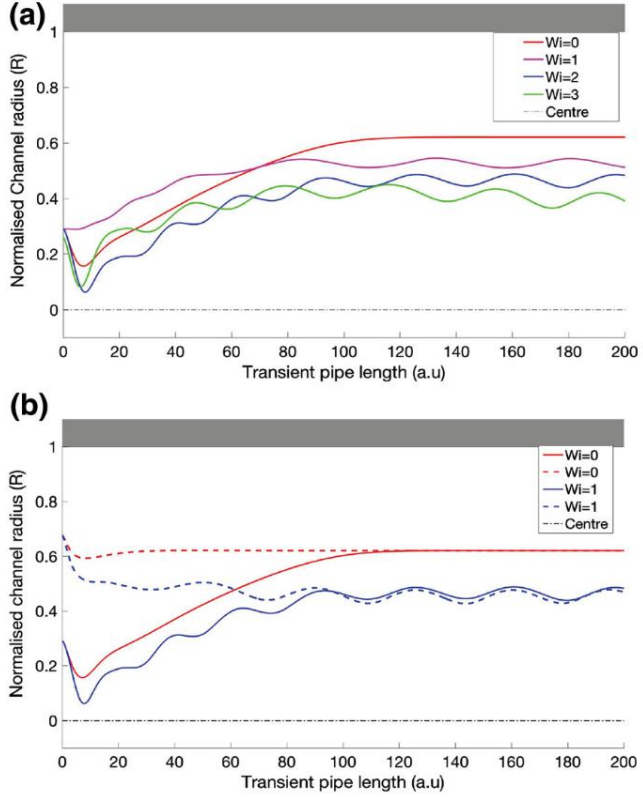 (a)
1
0.8
0.6
0.4
0.2
0
Normalised Channel radius (R)
Wi=0
Wi=1
Wi=2
Wi=3
Centre
0 20 40 60 80 100 120 140 160 180 200
Transient pipe length (a.u)
(b)
1
0.8
0.6
0.4
0.2
0
Normalised channel radius (R)
Wi=0
Wi=0
Wi=1
Wi=1
Centre
0 20 40 60 80 100 120 140 160 180 200
Transient pipe length (a.u)